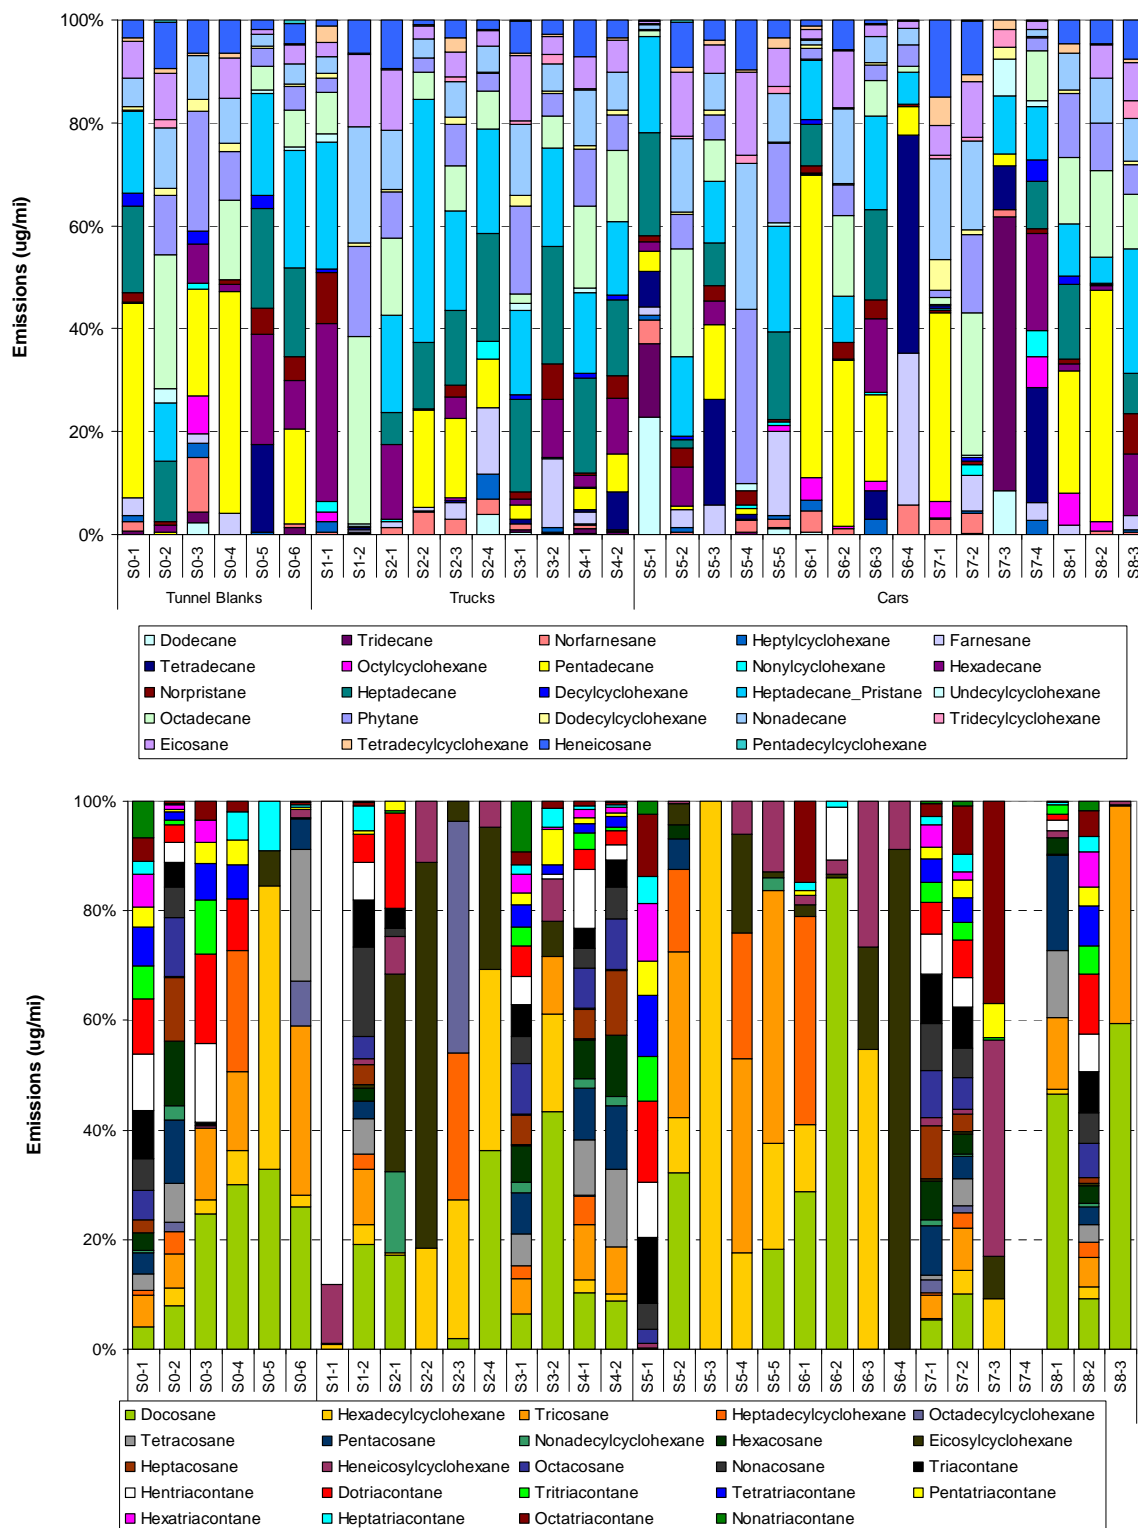 100%
80%
60%
40%
20%
0%
Emissions (ug/mi)
S0-1 S0-2 S0-3 S0-4 S0-5 S0-6 S1-1 S1-2 S2-1 S2-2 S2-3 S2-4 S3-1 S3-2 S4-1 S4-2 S5-1 S5-2 S5-3 S5-4 S5-5 S6-1 S6-2 S6-3 S6-4 S7-1 S7-2 S7-3 S7-4 S8-1 S8-2 S8-3
Tunnel Blanks Trucks Cars
Dodecane Tridecane Norfarnesane Heptylcyclohexane Farnesane
Tetradecane Octylcyclohexane Pentadecane Nonylcyclohexane Hexadecane
Norpristane Heptadecane Decylcyclohexane Heptadecane_Pristane Undecylcyclohexane
Octadecane Phytane Dodecylcyclohexane Nonadecane Tridecylcyclohexane
Eicosane Tetradecylcyclohexane Heneicosane Pentadecylcyclohexane
100%
80%
60%
40%
20%
0%
Emissions (ug/mi)
S0-1 S0-2 S0-3 S0-4 S0-5 S0-6 S1-1 S1-2 S2-1 S2-2 S2-3 S2-4 S3-1 S3-2 S4-1 S4-2 S5-1 S5-2 S5-3 S5-4 S5-5 S6-1 S6-2 S6-3 S6-4 S7-1 S7-2 S7-3 S7-4 S8-1 S8-2 S8-3
Docosane Hexadecylcyclohexane Tricosane Heptadecylcyclohexane Octadecylcyclohexane
Tetracosane Pentacosane Nonadecylcyclohexane Hexacosane Eicosylcyclohexane
Heptacosane Heneicosylcyclohexane Octacosane Nonacosane Triacontane
Hentriacontane Dotriacontane Tritriacontane Tetratriacontane Pentatriacontane
Hexatriacontane Heptatriacontane Octatriacontane Nonatriacontane